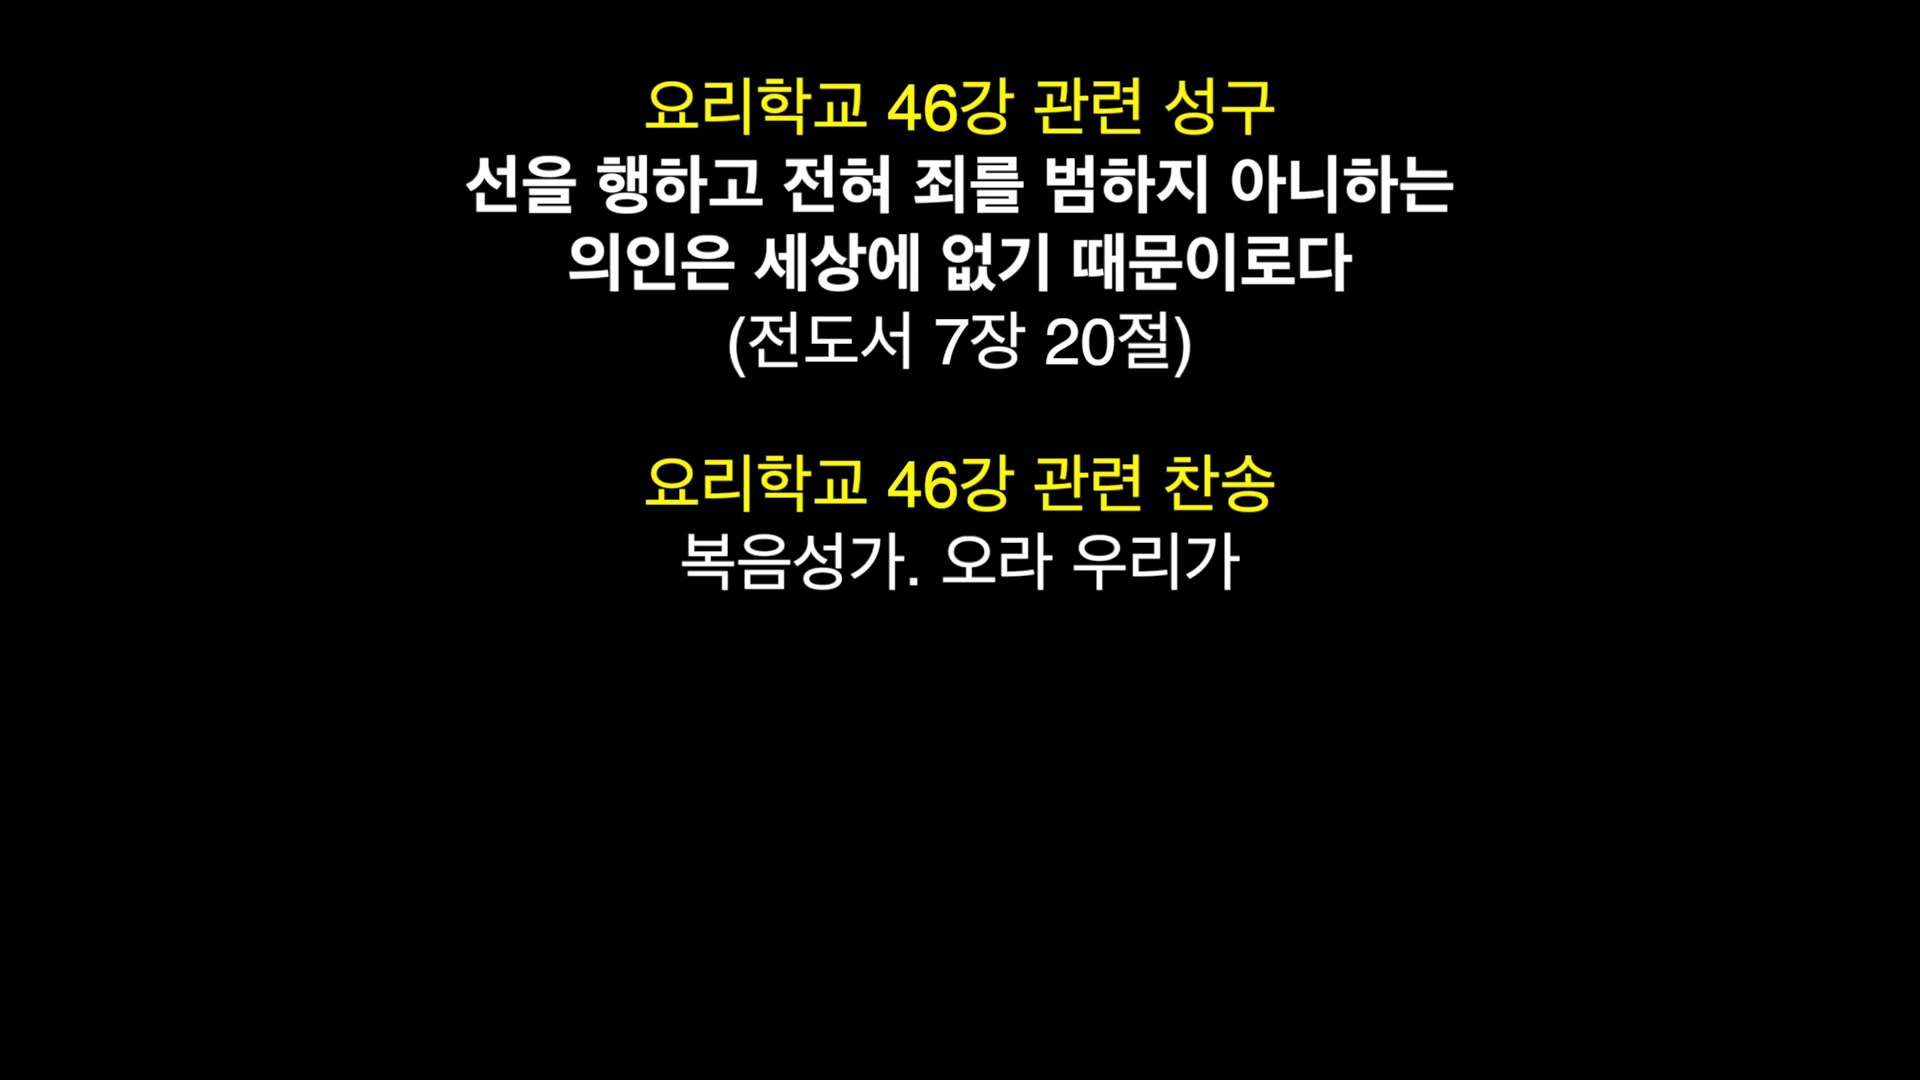 요리학교 46강 관련 성구
선을 행하고 전혀 죄를 범하지 아니하는
의인은 세상에 없기 때문이로다
(전도서 7장 20절)
요리학교 46강 관련 찬송
복음성가. 오라 우리가